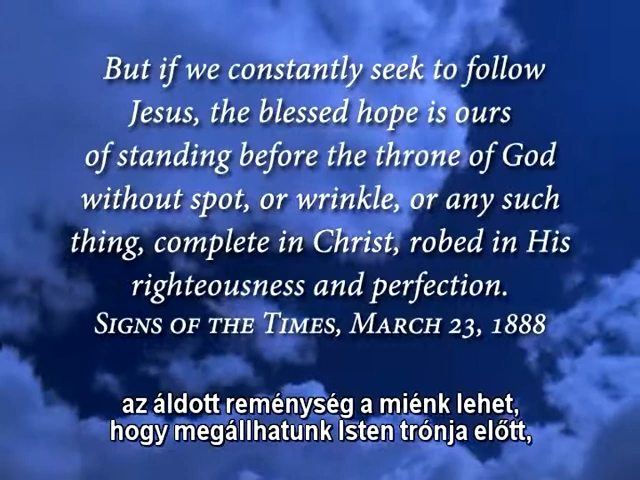 But if we constantly seek to follow
Jesus, the blessed hope is ours
of standing before the throne of God
without spot, or wrinkle, or any such
thing, complete in Christ, robed in His
righteousness and perfection.
Signs of the Times, March 23, 1888
az áldott reménység a miénk lehet,
hogy megállhatunk Isten trónja előtt,